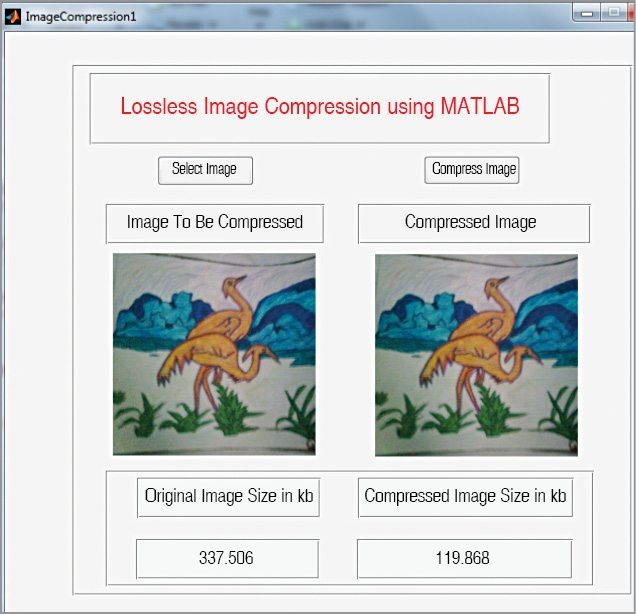 ImageCompression1
Lossless Image Compression using MATLAB
Select Image
Compress Image
Image To Be Compressed
Compressed Image
Original Image Size in kb
Compressed Image Size in kb
337.506
119.868